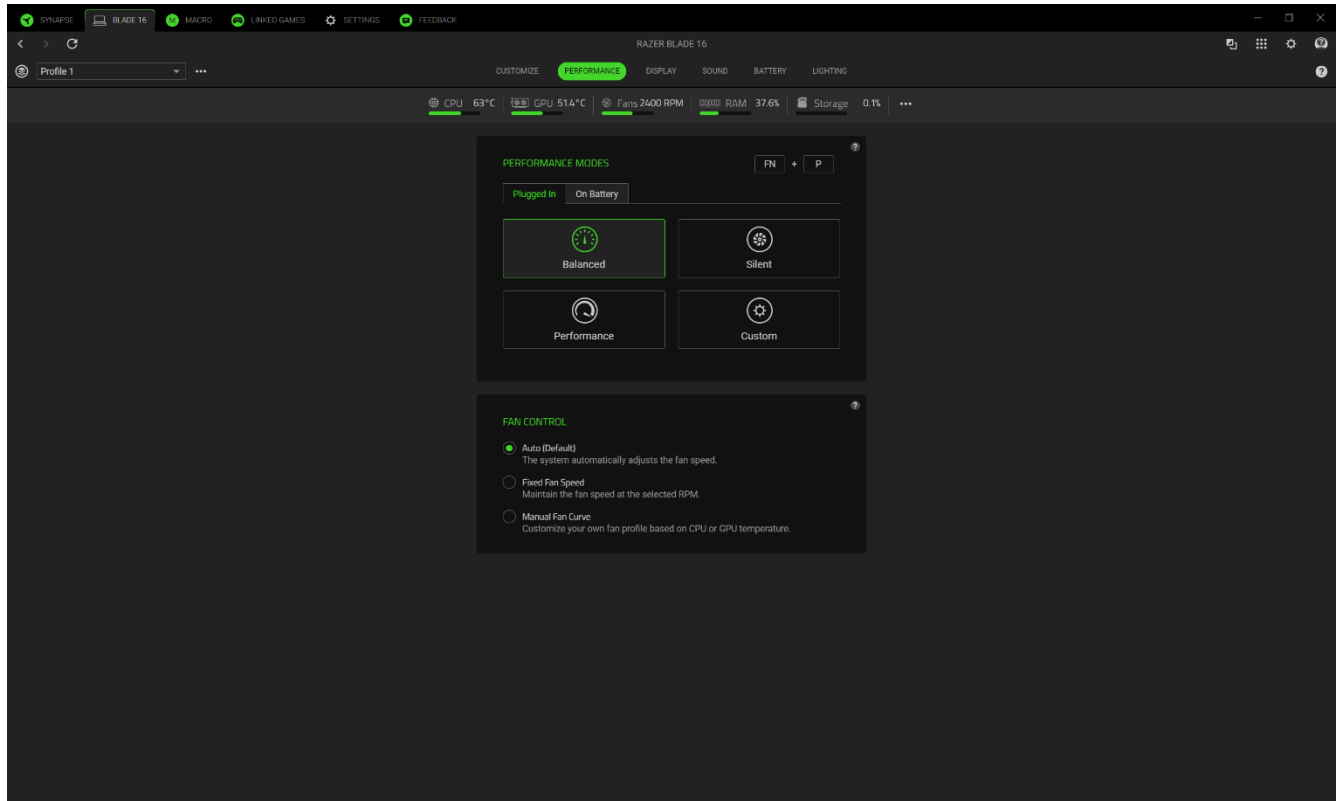 SYNAPSE BLADE 16 MACRO LINKED GAMES SETTINGS FEEDBACK
RAZER BLADE 16
Profile 1 CUSTOMIZE PERFORMANCE DISPLAY SOUND BATTERY LIGHTING
CPU 63°C GPU 51.4°C Fans 2400 RPM RAM 37.6% Storage 0.1%
PERFORMANCE MODES FN + P
Plugged In On Battery
Balanced Silent
Performance Custom
FAN CONTROL
Auto (Default)
The system automatically adjusts the fan speed.
Fixed Fan Speed
Maintain the fan speed at the selected RPM.
Manual Fan Curve
Customize your own fan profile based on CPU or GPU temperature.